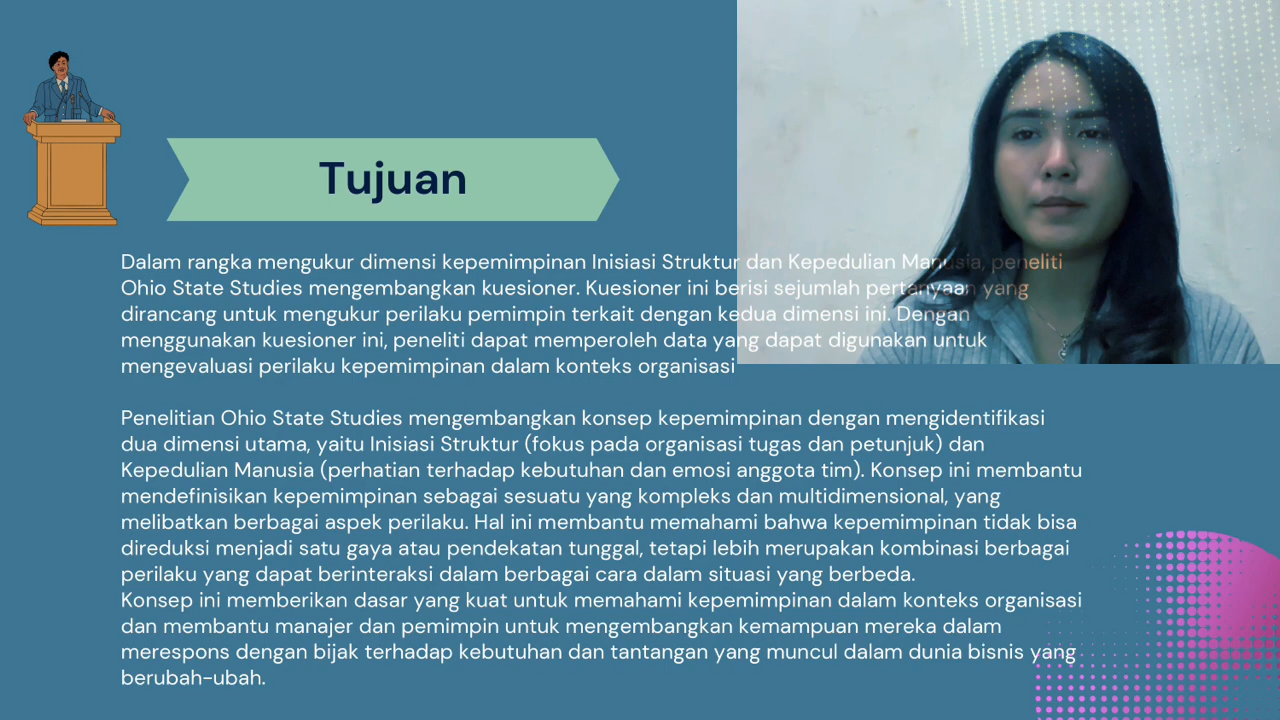 Tujuan
Dalam rangka mengukur dimensi kepemimpinan Inisiasi Struktur dan Kepedulian Manusia, peneliti
Ohio State Studies mengembangkan kuesioner. Kuesioner ini berisi sejumlah pertanyaan yang
dirancang untuk mengukur perilaku pemimpin terkait dengan kedua dimensi ini. Dengan
menggunakan kuesioner ini, peneliti dapat memperoleh data yang dapat digunakan untuk
mengevaluasi perilaku kepemimpinan dalam konteks organisasi
Penelitian Ohio State Studies mengembangkan konsep kepemimpinan dengan mengidentifikasi
dua dimensi utama, yaitu Inisiasi Struktur (fokus pada organisasi tugas dan petunjuk) dan
Kepedulian Manusia (perhatian terhadap kebutuhan dan emosi anggota tim). Konsep ini membantu
mendefinisikan kepemimpinan sebagai sesuatu yang kompleks dan multidimensional, yang
melibatkan berbagai aspek perilaku. Hal ini membantu memahami bahwa kepemimpinan tidak bisa
direduksi menjadi satu gaya atau pendekatan tunggal, tetapi lebih merupakan kombinasi berbagai
perilaku yang dapat berinteraksi dalam berbagai cara dalam situasi yang berbeda.
Konsep ini memberikan dasar yang kuat untuk memahami kepemimpinan dalam konteks organisasi
dan membantu manajer dan pemimpin untuk mengembangkan kemampuan mereka dalam
merespons dengan bijak terhadap kebutuhan dan tantangan yang muncul dalam dunia bisnis yang
berubah-ubah.